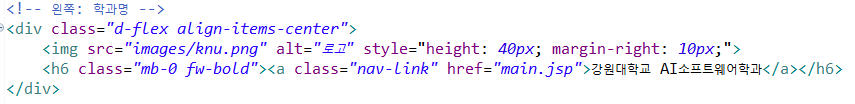 <!-- 왼쪽: 학과명 -->
<div class="d-flex align-items-center">
<img src="images/knu.png" alt="로고" style="height: 40px; margin-right: 10px;">
<h6 class="mb-0 fw-bold"><a class="nav-link" href="main.jsp">강원대학교 AI소프트웨어학과</a></h6>
</div>